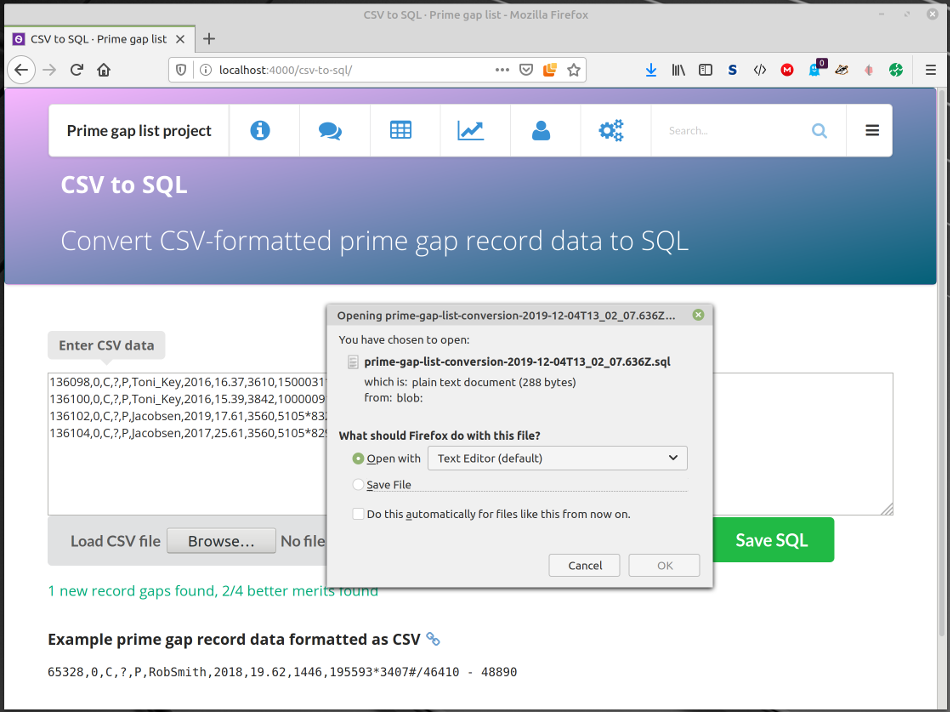 CSV to SQL · Prime gap list - Mozilla Firefox
CSV to SQL · Prime gap list
localhost:4000/csv-to-sql/
S
M
0
Prime gap list project
Search...
CSV to SQL
Convert CSV-formatted prime gap record data to SQL
Enter CSV data
136098,0,C,?,P,Toni_Key,2016,16.37,3610,1500031
136100,0,C,?,P,Toni_Key,2016,15.39,3842,1000009
136102,0,C,?,P,Jacobsen,2019,17.61,3560,5105*83
136104,0,C,?,P,Jacobsen,2017,25.61,3560,5105*829
Opening prime-gap-list-conversion-2019-12-04T13_02_07.636Z...
You have chosen to open:
prime-gap-list-conversion-2019-12-04T13_02_07.636Z.sql
which is: plain text document (288 bytes)
from: blob:
What should Firefox do with this file?
Open with
Text Editor (default)
Save File
Do this automatically for files like this from now on.
Cancel
OK
Load CSV file
Browse...
No file
Save SQL
1 new record gaps found, 2/4 better merits found
Example prime gap record data formatted as CSV
65328,0,C,?,P,RobSmith,2018,19.62,1446,195593*3407#/46410 - 48890